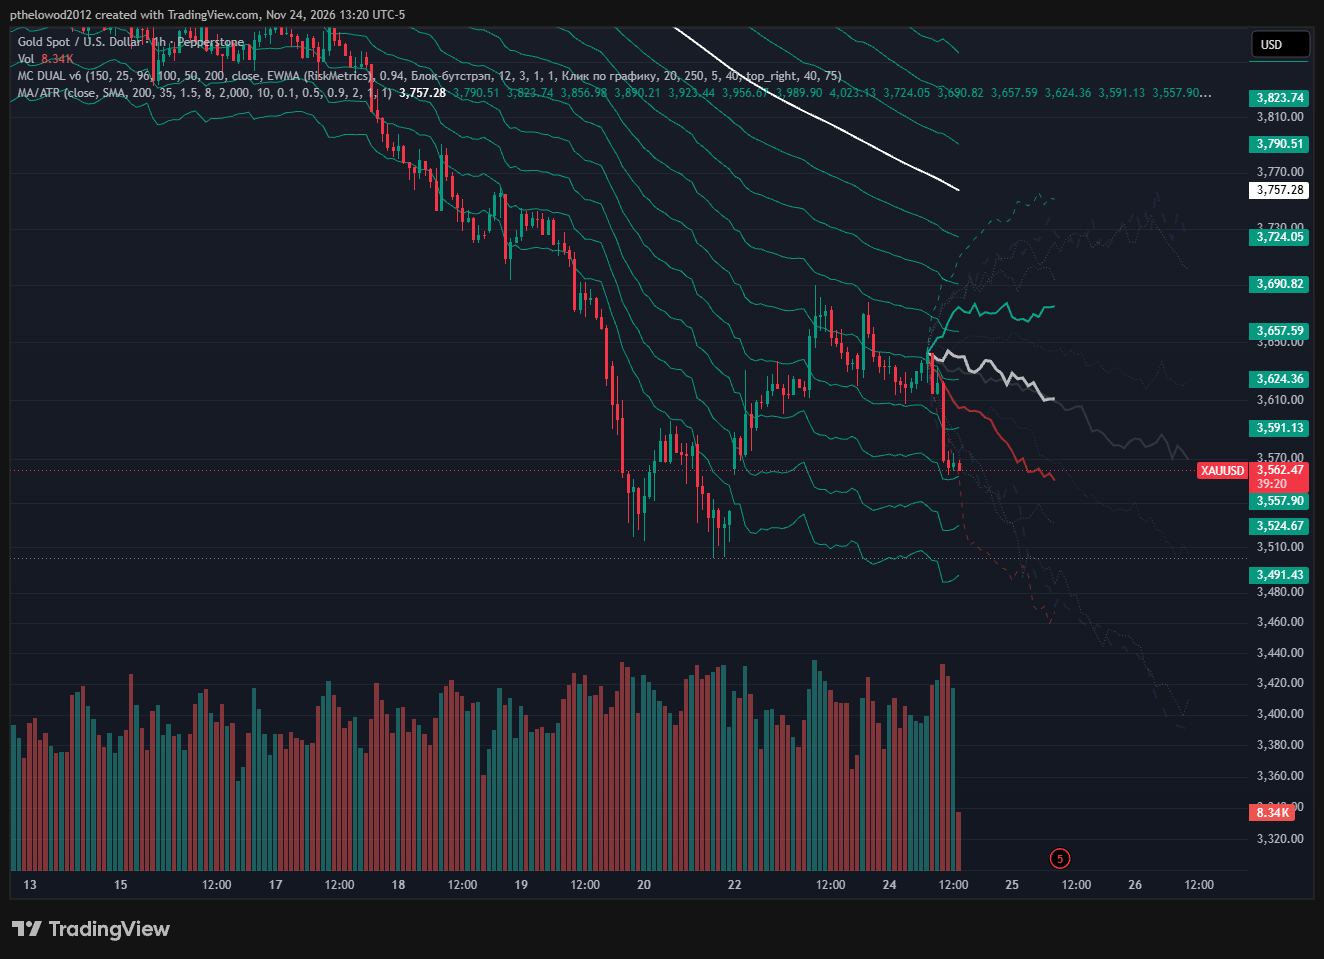 pthelowod2012 created with TradingView.com, Nov 24, 2026 13:20 UTC-5
Gold Spot / U.S. Dollar · 1h · Pepperstone
Vol 8.34K
MC DUAL v6 (150, 25, 96, 100, 50, 200, close, EWMA (RiskMetrics), 0.94, Блок-бутстрэп, 12, 3, 1, 1, Клик по графику, 20, 250, 5, 40, top_right, 40, 75)
MA/ATR (close, SMA, 200, 35, 1.5, 8, 2,000, 10, 0.1, 0.5, 0.9, 2, 1, 1) 3,757.28 3,790.51 3,823.74 3,856.98 3,890.21 3,923.44 3,956.67 3,989.90 4,023.13 3,724.05 3,690.82 3,657.59 3,624.36 3,591.13 3,557.90...
USD
3,823.74
3,810.00
3,790.51
3,770.00
3,757.28
3,730.00
3,724.05
3,690.82
3,657.59
3,650.00
3,624.36
3,610.00
3,591.13
3,570.00
XAUUSD 3,562.47
39:20
3,557.90
3,524.67
3,510.00
3,491.43
3,480.00
3,460.00
3,440.00
3,420.00
3,400.00
3,380.00
3,360.00
8.34K
3,320.00
5
13 15 12:00 17 12:00 18 12:00 19 12:00 20 22 12:00 24 12:00 25 12:00 26 12:00
TradingView